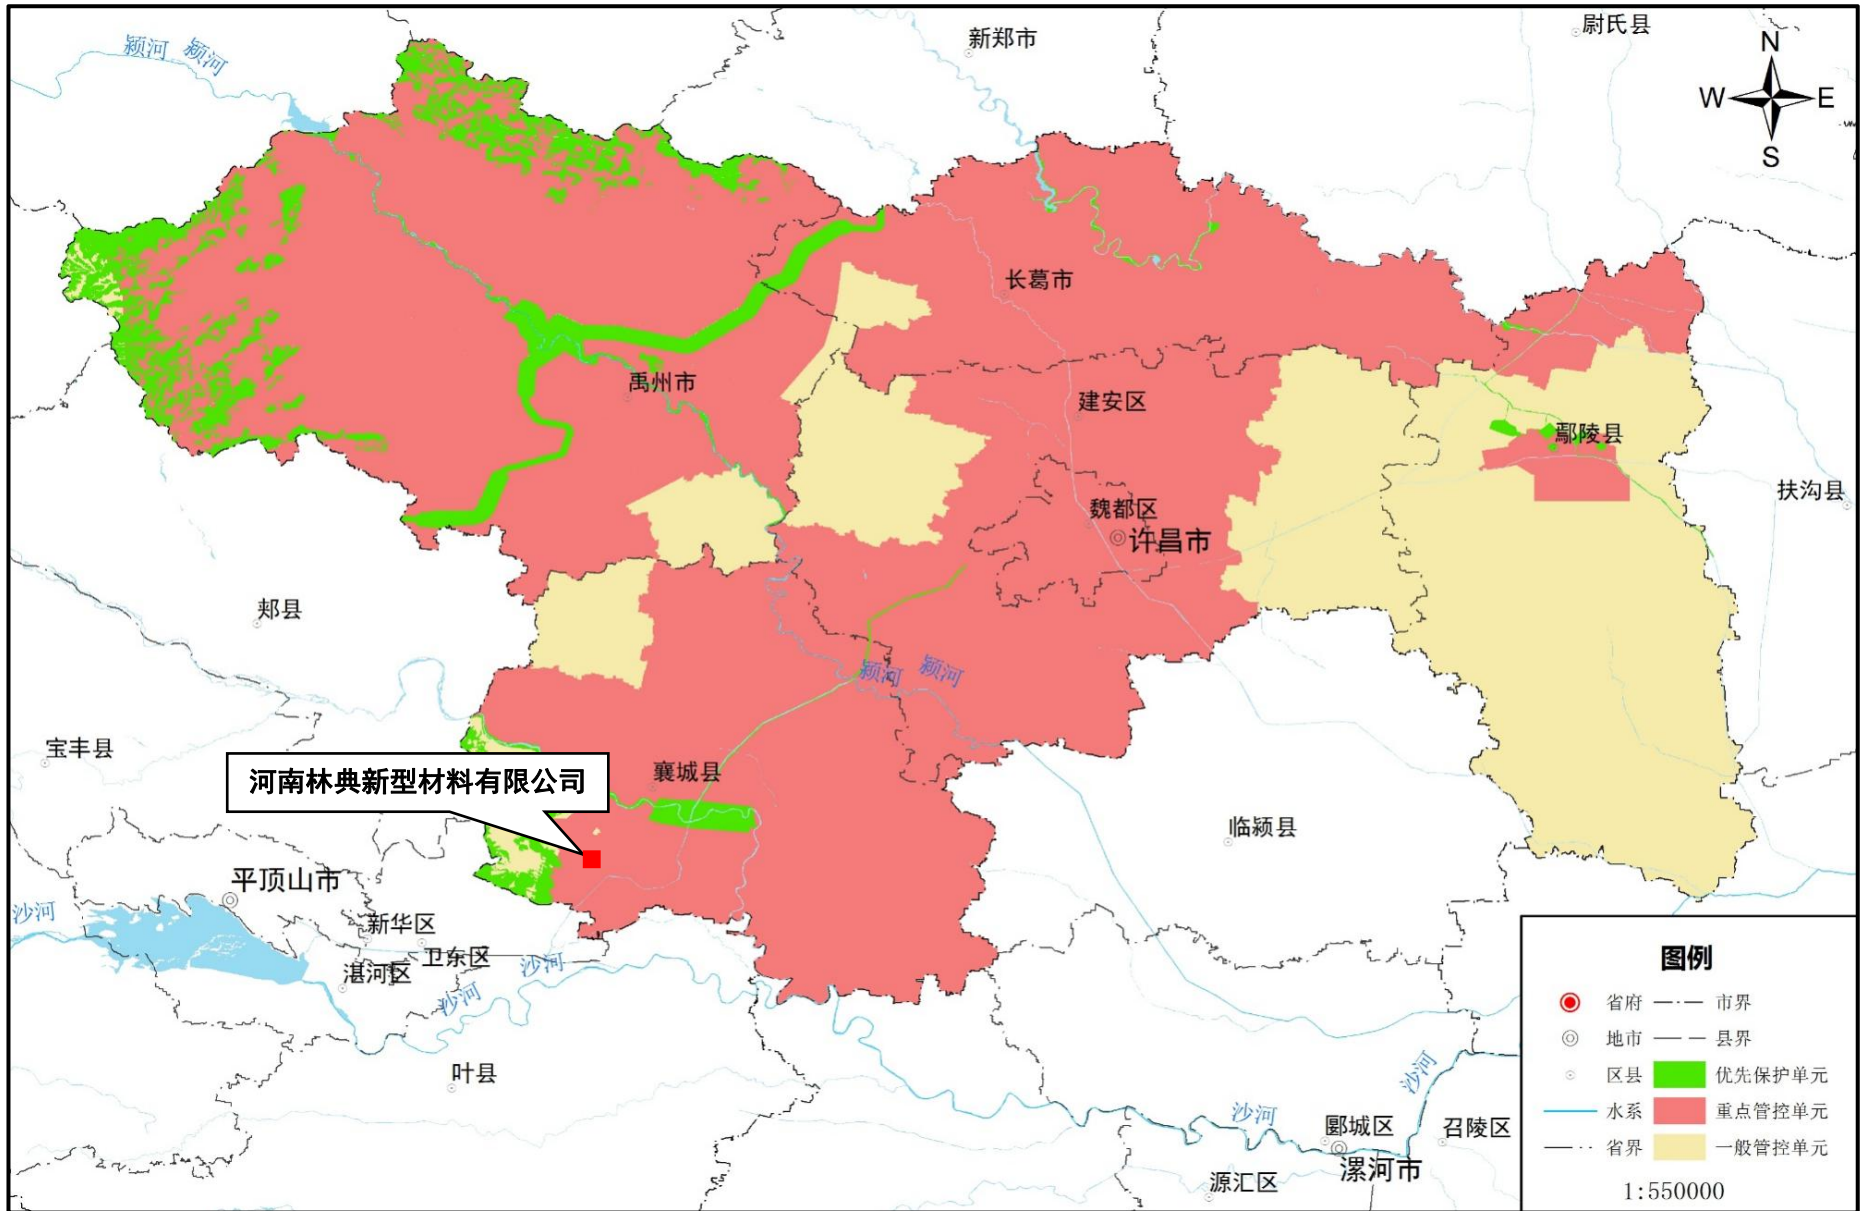 颍河
颍河
新郑市
尉氏县
N
W
E
S
长葛市
禹州市
建安区
鄢陵县
魏都区
许昌市
扶沟县
郏县
颍河
颍河
宝丰县
河南林典新型材料有限公司
襄城县
临颍县
平顶山市
沙河
新华区
卫东区
湛河区
沙河
沙河
叶县
沙河
沙河
郾城区
召陵区
漯河市
源汇区
图例
省府 市界
地市 县界
区县 优先保护单元
水系 重点管控单元
省界 一般管控单元
1:550000